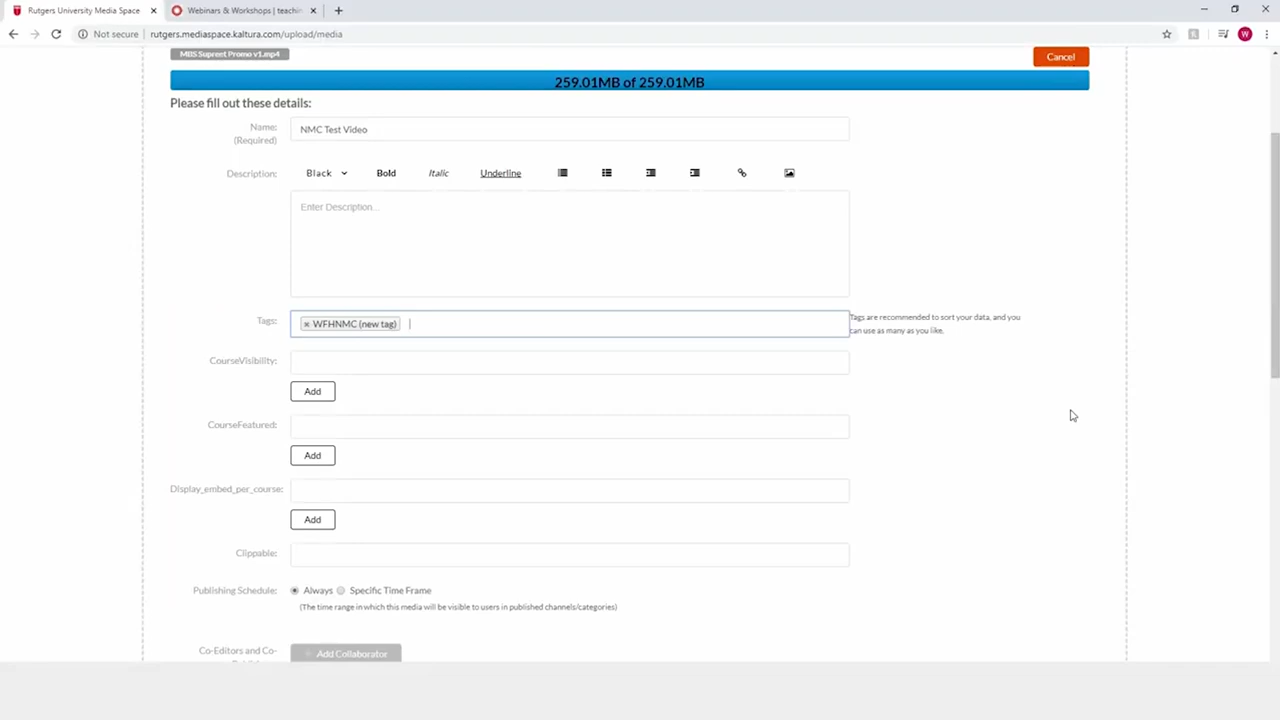 Rutgers University Media Space
Webinars & Workshops | teachin
Not secure | rutgers.mediaspace.kaltura.com/upload/media
W
MBS Supreet Promo v1.mp4
Cancel
259.01MB of 259.01MB
Please fill out these details:
Name:
(Required)
NMC Test Video
Description:
Black Bold Italic Underline
Enter Description...
Tags:
× WFHNMC (new tag)
Tags are recommended to sort your data, and you
can use as many as you like.
CourseVisibility:
Add
CourseFeatured:
Add
Display_embed_per_course:
Add
Clippable:
Publishing Schedule:
Always Specific Time Frame
(The time range in which this media will be visible to users in published channels/categories)
Co-Editors and Co-
Add Collaborator